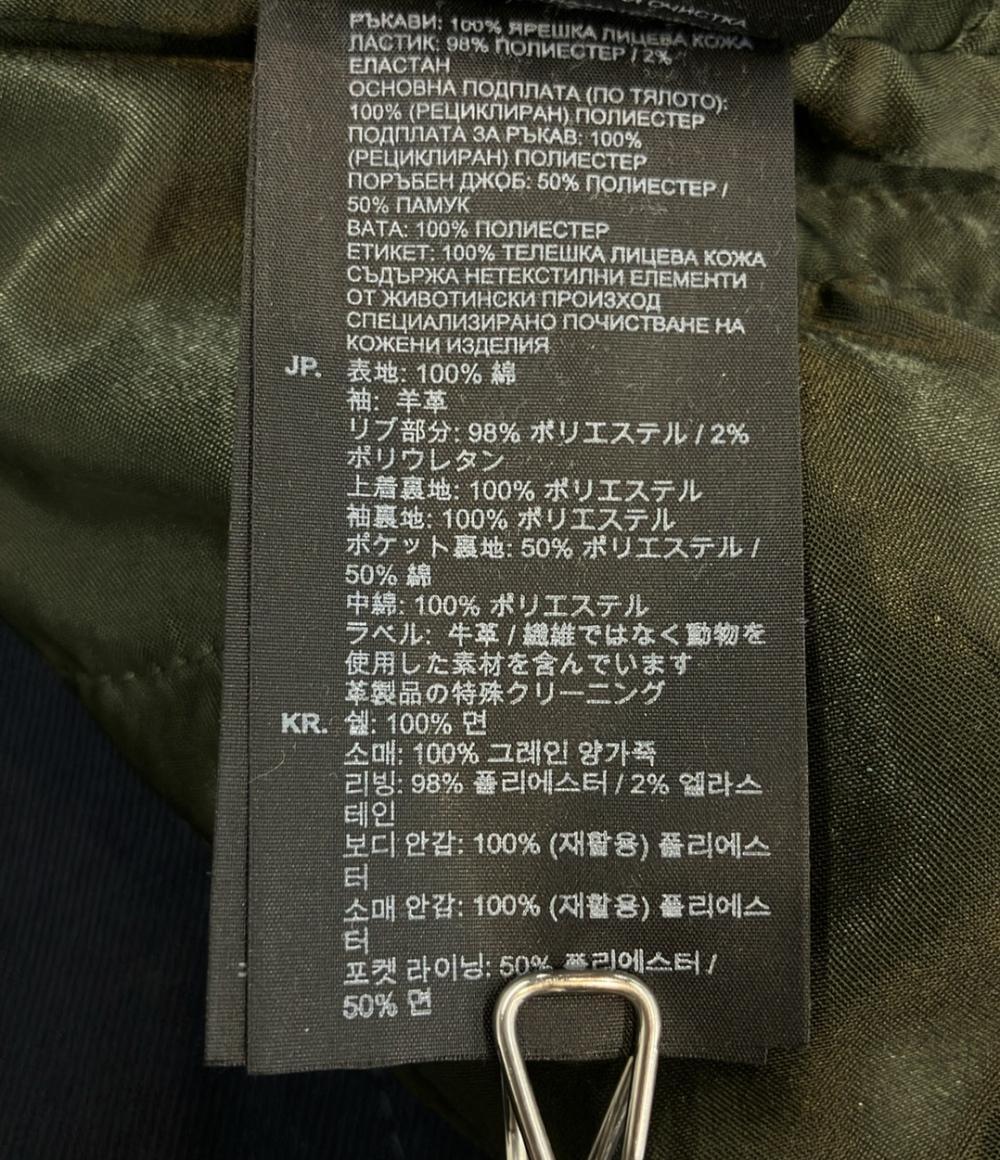 ОЧИСТКА
РЪКАВИ: 100% ЯРЕШКА ЛИЦЕВА КОЖА
ЛАСТИК: 98% ПОЛИЕСТЕР / 2%
ЕЛАСТАН
ОСНОВНА ПОДПЛАТА (ПО ТЯЛОТО):
100% (РЕЦИКЛИРАН) ПОЛИЕСТЕР
ПОДПЛАТА ЗА РЪКАВ: 100%
(РЕЦИКЛИРАН) ПОЛИЕСТЕР
ПОРЪБЕН ДЖОБ: 50% ПОЛИЕСТЕР /
50% ПАМУК
ВАТА: 100% ПОЛИЕСТЕР
ЕТИКЕТ: 100% ТЕЛЕШКА ЛИЦЕВА КОЖА
СЪДЪРЖА НЕТЕКСТИЛНИ ЕЛЕМЕНТИ
ОТ ЖИВОТИНСКИ ПРОИЗХОД
СПЕЦИАЛИЗИРАНО ПОЧИСТВАНЕ НА
КОЖЕНИ ИЗДЕЛИЯ
JP. 表地: 100% 綿
袖: 羊革
リブ部分: 98% ポリエステル / 2%
ポリウレタン
上着裏地: 100% ポリエステル
袖裏地: 100% ポリエステル
ポケット裏地: 50% ポリエステル /
50% 綿
中綿: 100% ポリエステル
ラベル: 牛革 / 繊維ではなく動物を
使用した素材を含んでいます
革製品の特殊クリーニング
KR. 쉘: 100% 면
소매: 100% 그레인 양가죽
리빙: 98% 폴리에스터 / 2% 엘라스
테인
보디 안감: 100% (재활용) 폴리에스
터
소매 안감: 100% (재활용) 폴리에스
터
포켓 라이닝: 50% 폴리에스터 /
50% 면